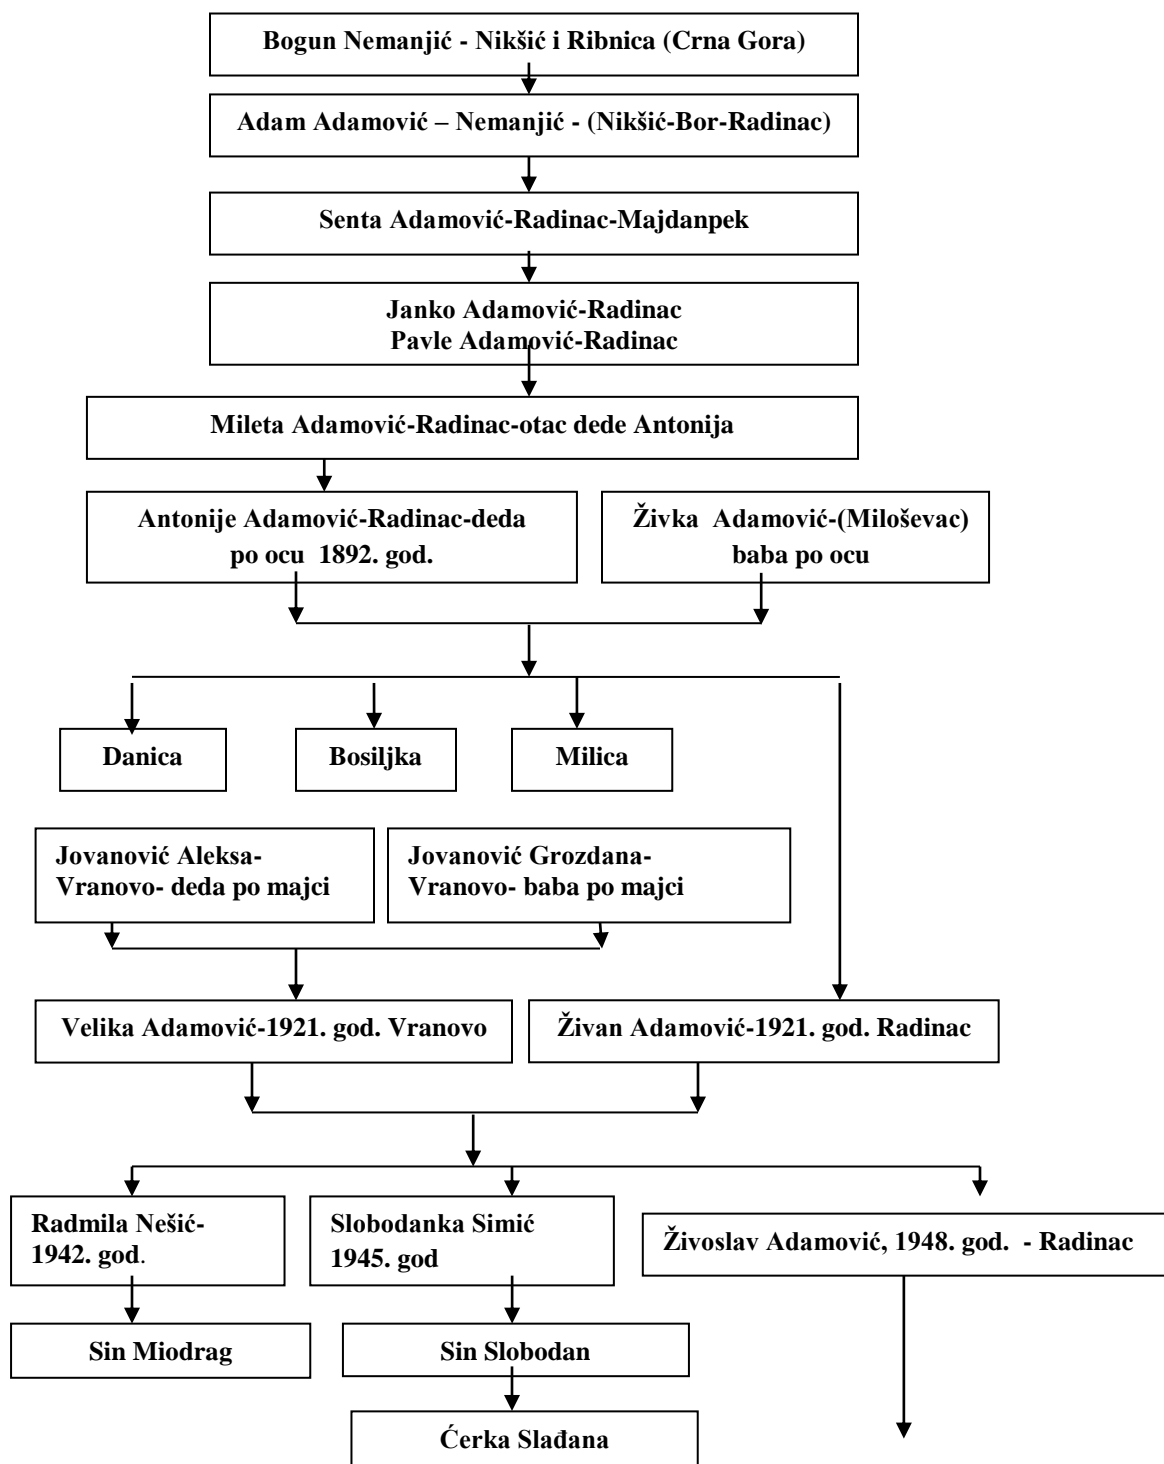 Bogun Nemanjić - Nikšić i Ribnica (Crna Gora)
Adam Adamović – Nemanjić - (Nikšić-Bor-Radinac)
Senta Adamović-Radinac-Majdanpek
Janko Adamović-Radinac
Pavle Adamović-Radinac
Mileta Adamović-Radinac-otac dede Antonija
Antonije Adamović-Radinac-deda
po ocu 1892. god.
Živka Adamović-(Miloševac)
baba po ocu
Danica
Bosiljka
Milica
Jovanović Aleksa-
Vranovo- deda po majci
Jovanović Grozdana-
Vranovo- baba po majci
Velika Adamović-1921. god. Vranovo
Živan Adamović-1921. god. Radinac
Radmila Nešić-
1942. god.
Slobodanka Simić
1945. god
Živoslav Adamović, 1948. god. - Radinac
Sin Miodrag
Sin Slobodan
Ćerka Slađana